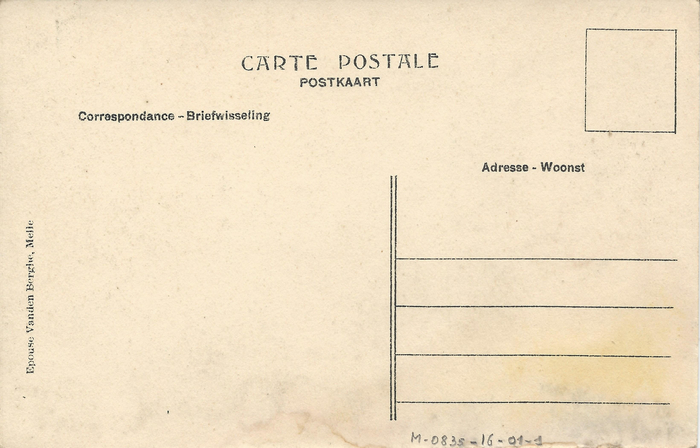 CARTE POSTALE
POSTKAART
Correspondance - Briefwisseling
Adresse - Woonst
Epouse Vanden Berghe, Melle
M-0835-16-01-1